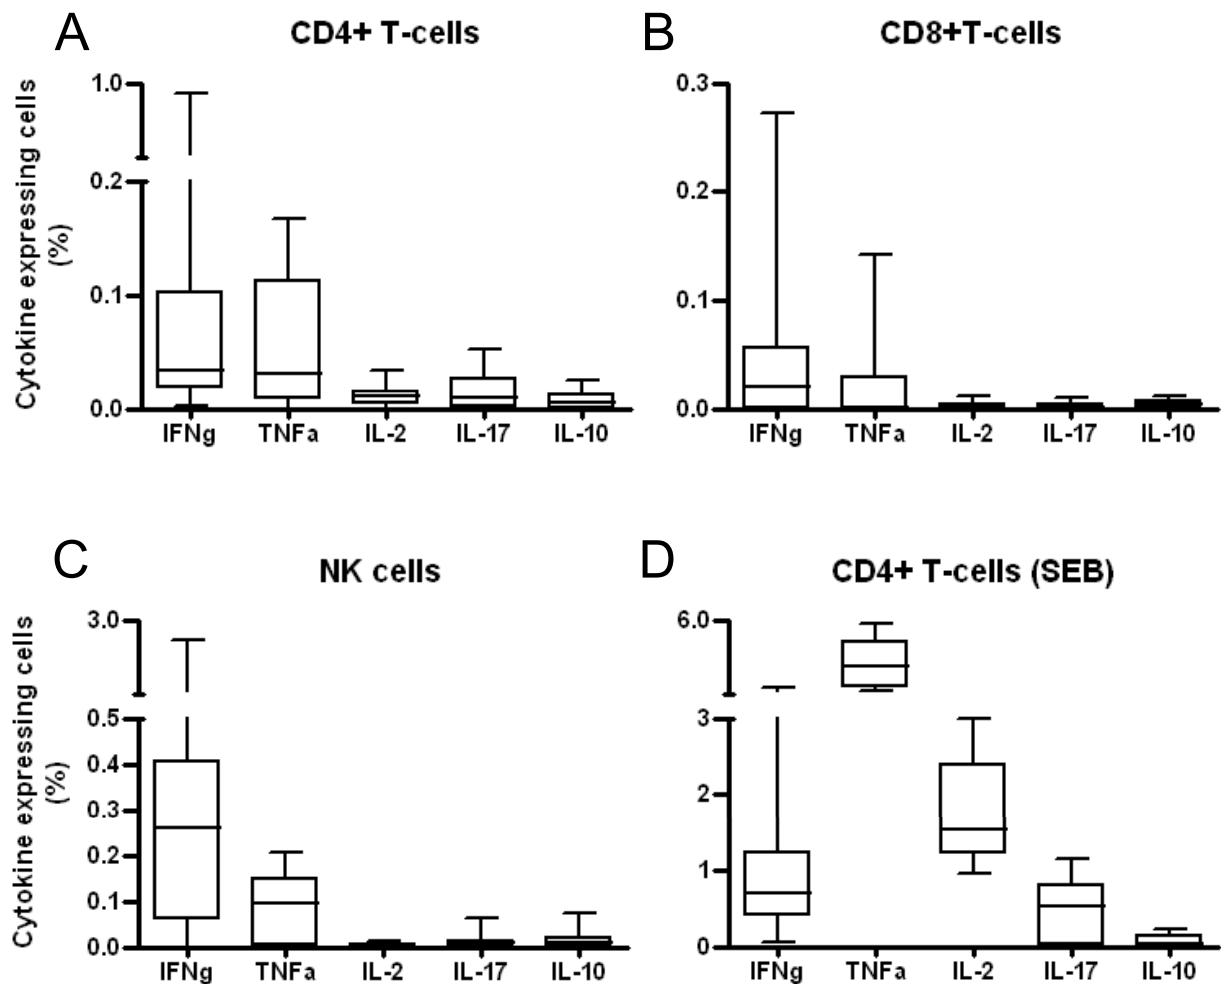 A
CD4+ T-cells
Cytokine expressing cells
(%)
1.0
0.2
0.1
0.0
IFNg TNFa IL-2 IL-17 IL-10
B
CD8+T-cells
0.3
0.2
0.1
0.0
IFNg TNFa IL-2 IL-17 IL-10
C
NK cells
Cytokine expressing cells
(%)
3.0
0.5
0.4
0.3
0.2
0.1
0.0
IFNg TNFa IL-2 IL-17 IL-10
D
CD4+ T-cells (SEB)
6.0
3
2
1
0
IFNg TNFa IL-2 IL-17 IL-10